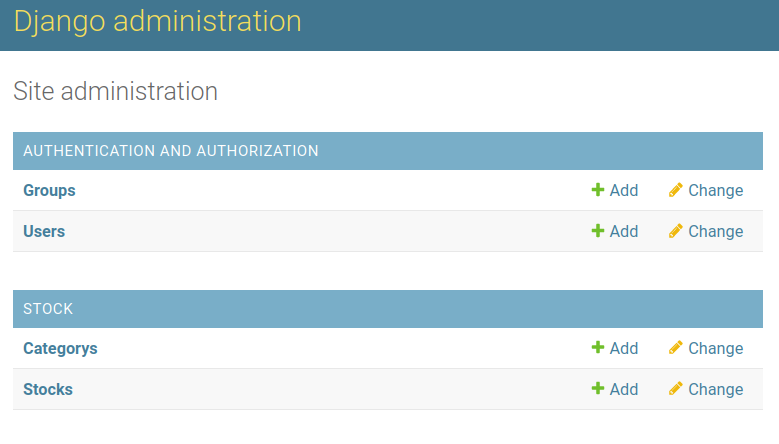 Django administration
Site administration
AUTHENTICATION AND AUTHORIZATION
Groups Add Change
Users Add Change
STOCK
Categorys Add Change
Stocks Add Change